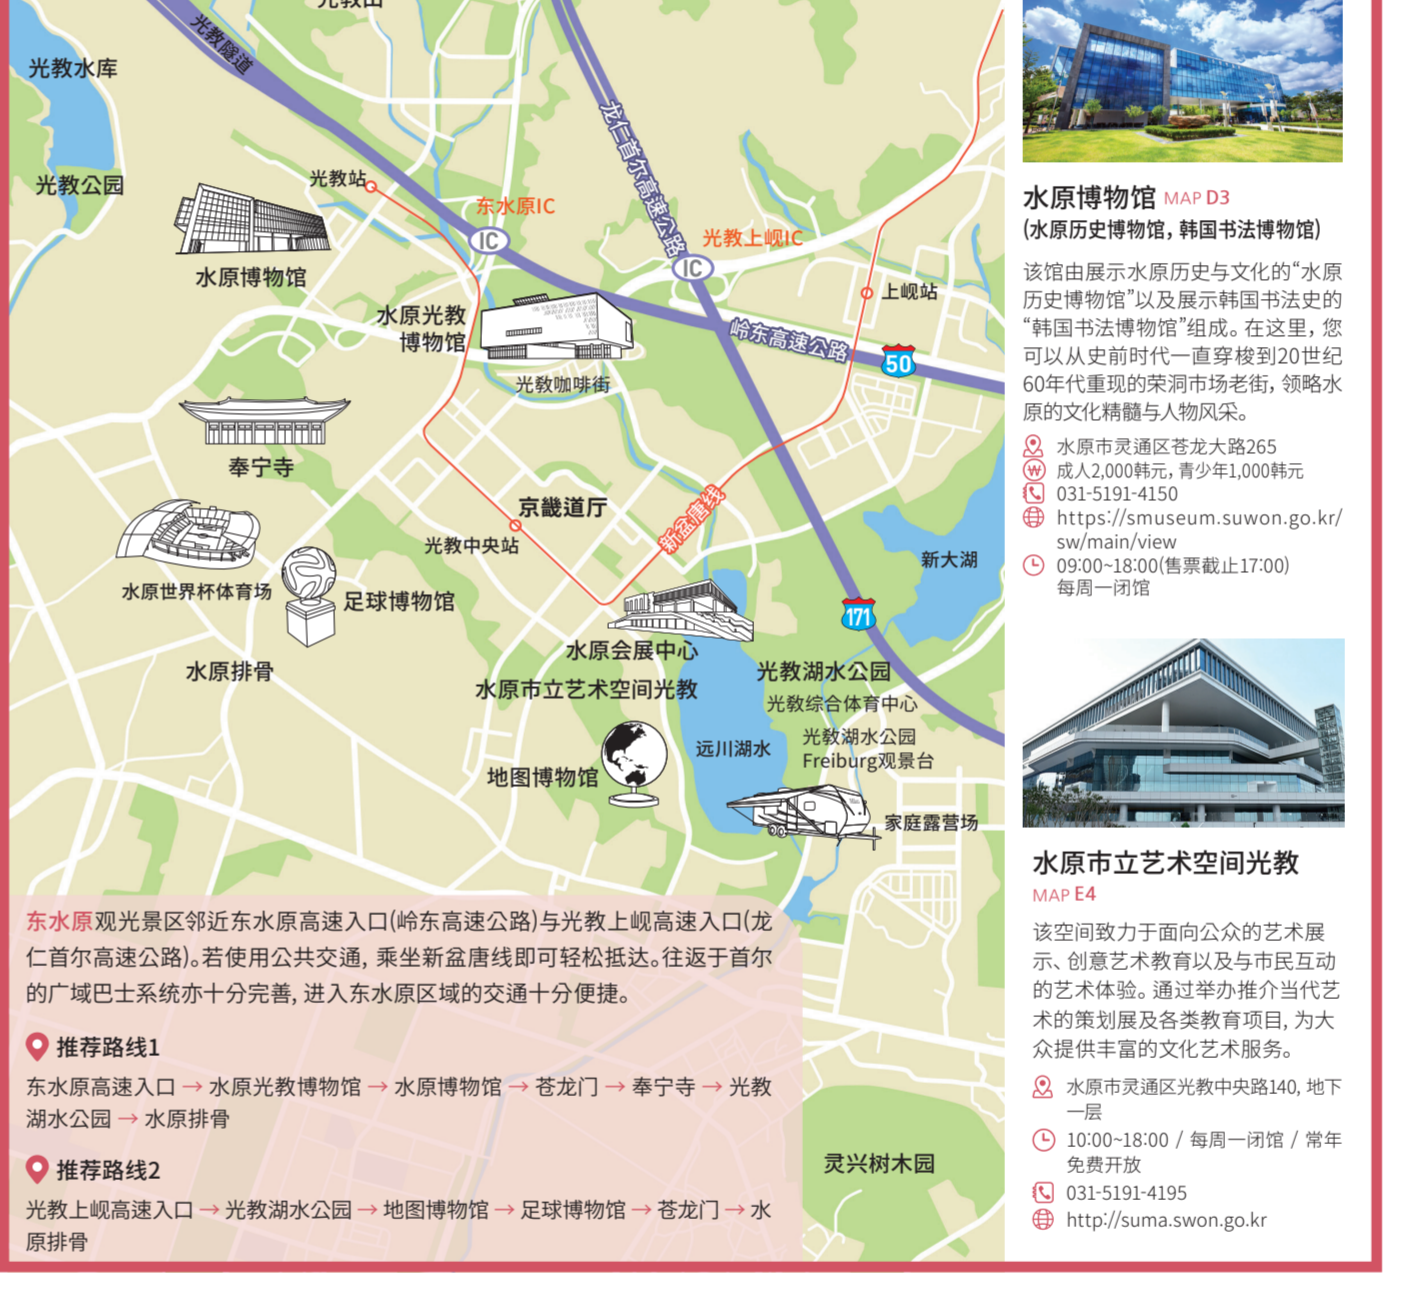 光教水库
光教隧道
光教公园
光教站
东水原IC
IC
龙仁首尔高速公路
光教上岘IC
IC
上岘站
水原博物馆
水原光教
博物馆
岭东高速公路
50
光教咖啡街
奉宁寺
京畿道厅
新盆唐线
光教中央站
新大湖
水原世界杯体育场
足球博物馆
171
水原会展中心
水原排骨
光教湖水公园
水原市立艺术空间光教
光教综合体育中心
远川湖水
光教湖水公园
Freiburg观景台
地图博物馆
家庭露营场
灵兴树木园
东水原观光景区邻近东水原高速入口(岭东高速公路)与光教上岘高速入口(龙
仁首尔高速公路)。若使用公共交通, 乘坐新盆唐线即可轻松抵达。往返于首尔
的广域巴士系统亦十分完善, 进入东水原区域的交通十分便捷。
推荐路线1
东水原高速入口 → 水原光教博物馆 → 水原博物馆 → 苍龙门 → 奉宁寺 → 光教
湖水公园 → 水原排骨
推荐路线2
光教上岘高速入口 → 光教湖水公园 → 地图博物馆 → 足球博物馆 → 苍龙门 → 水
原排骨
水原博物馆 MAP D3
(水原历史博物馆, 韩国书法博物馆)
该馆由展示水原历史与文化的“水原
历史博物馆”以及展示韩国书法史的
“韩国书法博物馆”组成。在这里, 您
可以从史前时代一直穿梭到20世纪
60年代重现的荣洞市场老街, 领略水
原的文化精髓与人物风采。
水原市灵通区苍龙大路265
成人2,000韩元, 青少年1,000韩元
031-5191-4150
https://smuseum.suwon.go.kr/
sw/main/view
09:00~18:00(售票截止17:00)
每周一闭馆
水原市立艺术空间光教
MAP E4
该空间致力于面向公众的艺术展
示、创意艺术教育以及与市民互动
的艺术体验。通过举办推介当代艺
术的策划展及各类教育项目, 为大
众提供丰富的文化艺术服务。
水原市灵通区光教中央路140, 地下
一层
10:00~18:00 / 每周一闭馆 / 常年
免费开放
031-5191-4195
http://suma.swon.go.kr